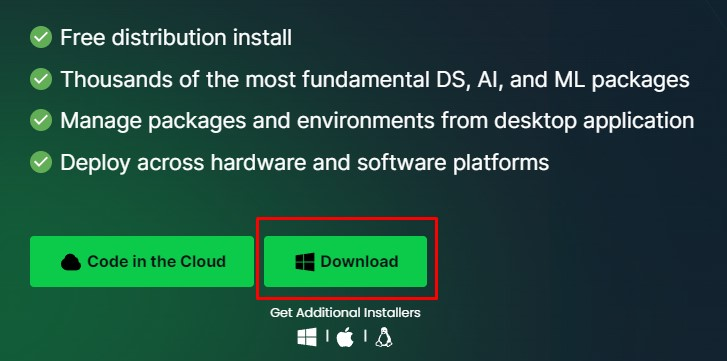 Free distribution install
Thousands of the most fundamental DS, AI, and ML packages
Manage packages and environments from desktop application
Deploy across hardware and software platforms
Code in the Cloud
Download
Get Additional Installers